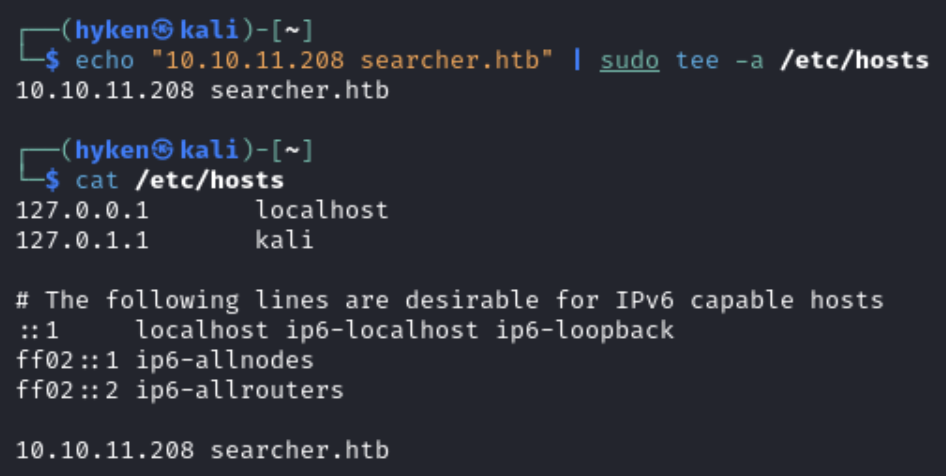 ┌──(hyken㉿kali)-[~]
└─$ echo "10.10.11.208 searcher.htb" | sudo tee -a /etc/hosts
10.10.11.208 searcher.htb
┌──(hyken㉿kali)-[~]
└─$ cat /etc/hosts
127.0.0.1       localhost
127.0.1.1       kali
# The following lines are desirable for IPv6 capable hosts
::1     localhost ip6-localhost ip6-loopback
ff02::1 ip6-allnodes
ff02::2 ip6-allrouters
10.10.11.208 searcher.htb